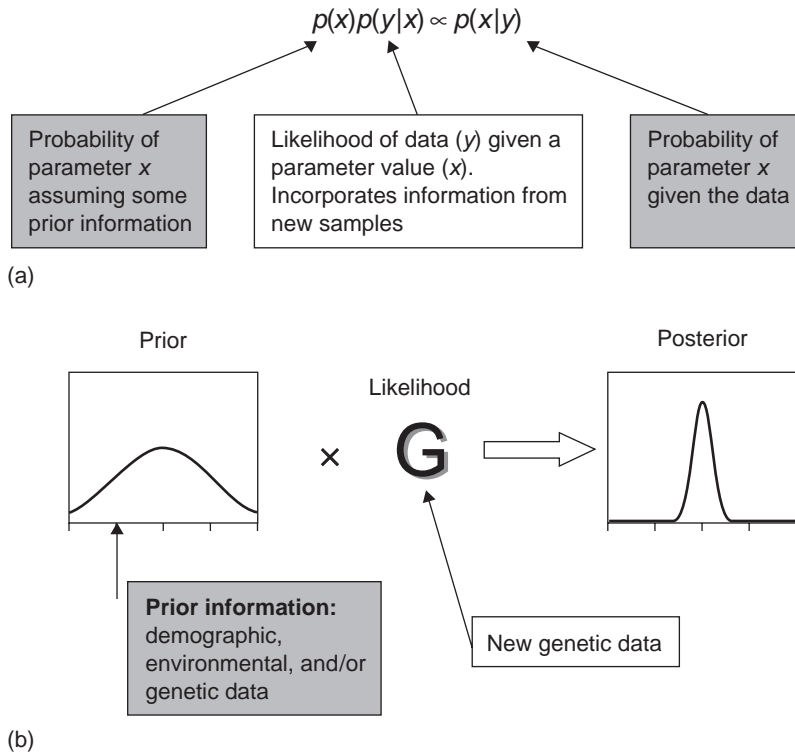 p(x)p(y|x) ∝ p(x|y)
Probability of
parameter x
assuming some
prior information
Likelihood of data (y) given a
parameter value (x).
Incorporates information from
new samples
Probability of
parameter x
given the data
(a)
Prior
Likelihood
Posterior
×
G
Prior information:
demographic,
environmental, and/or
genetic data
New genetic data
(b)